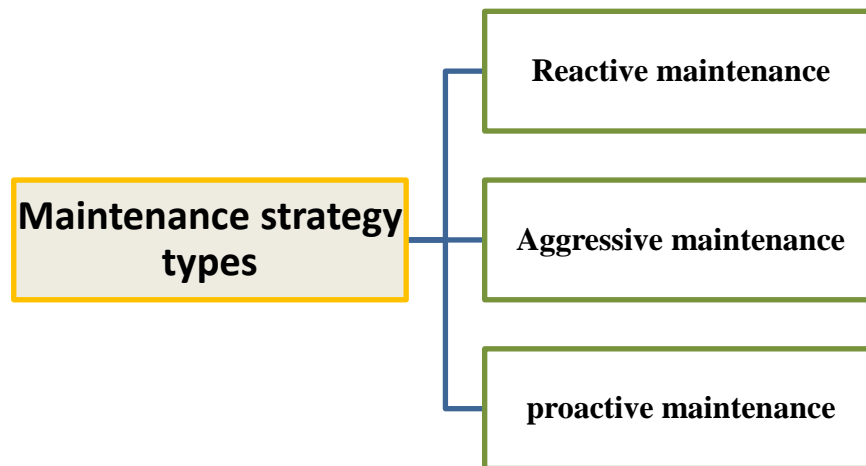 Reactive maintenance
Maintenance strategy
types
Aggressive maintenance
proactive maintenance